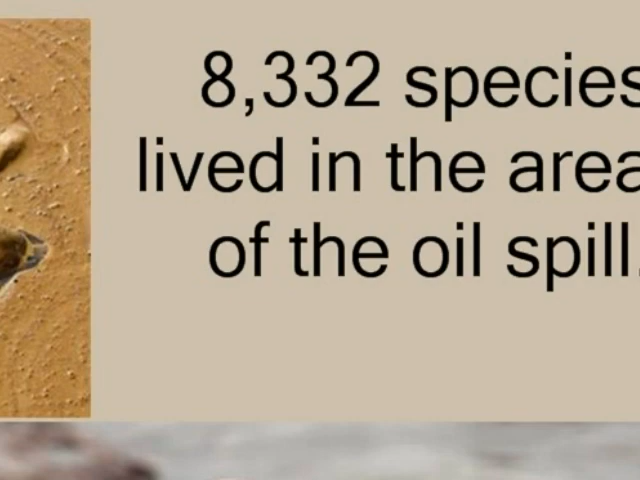 8,332 species
lived in the area
of the oil spill.